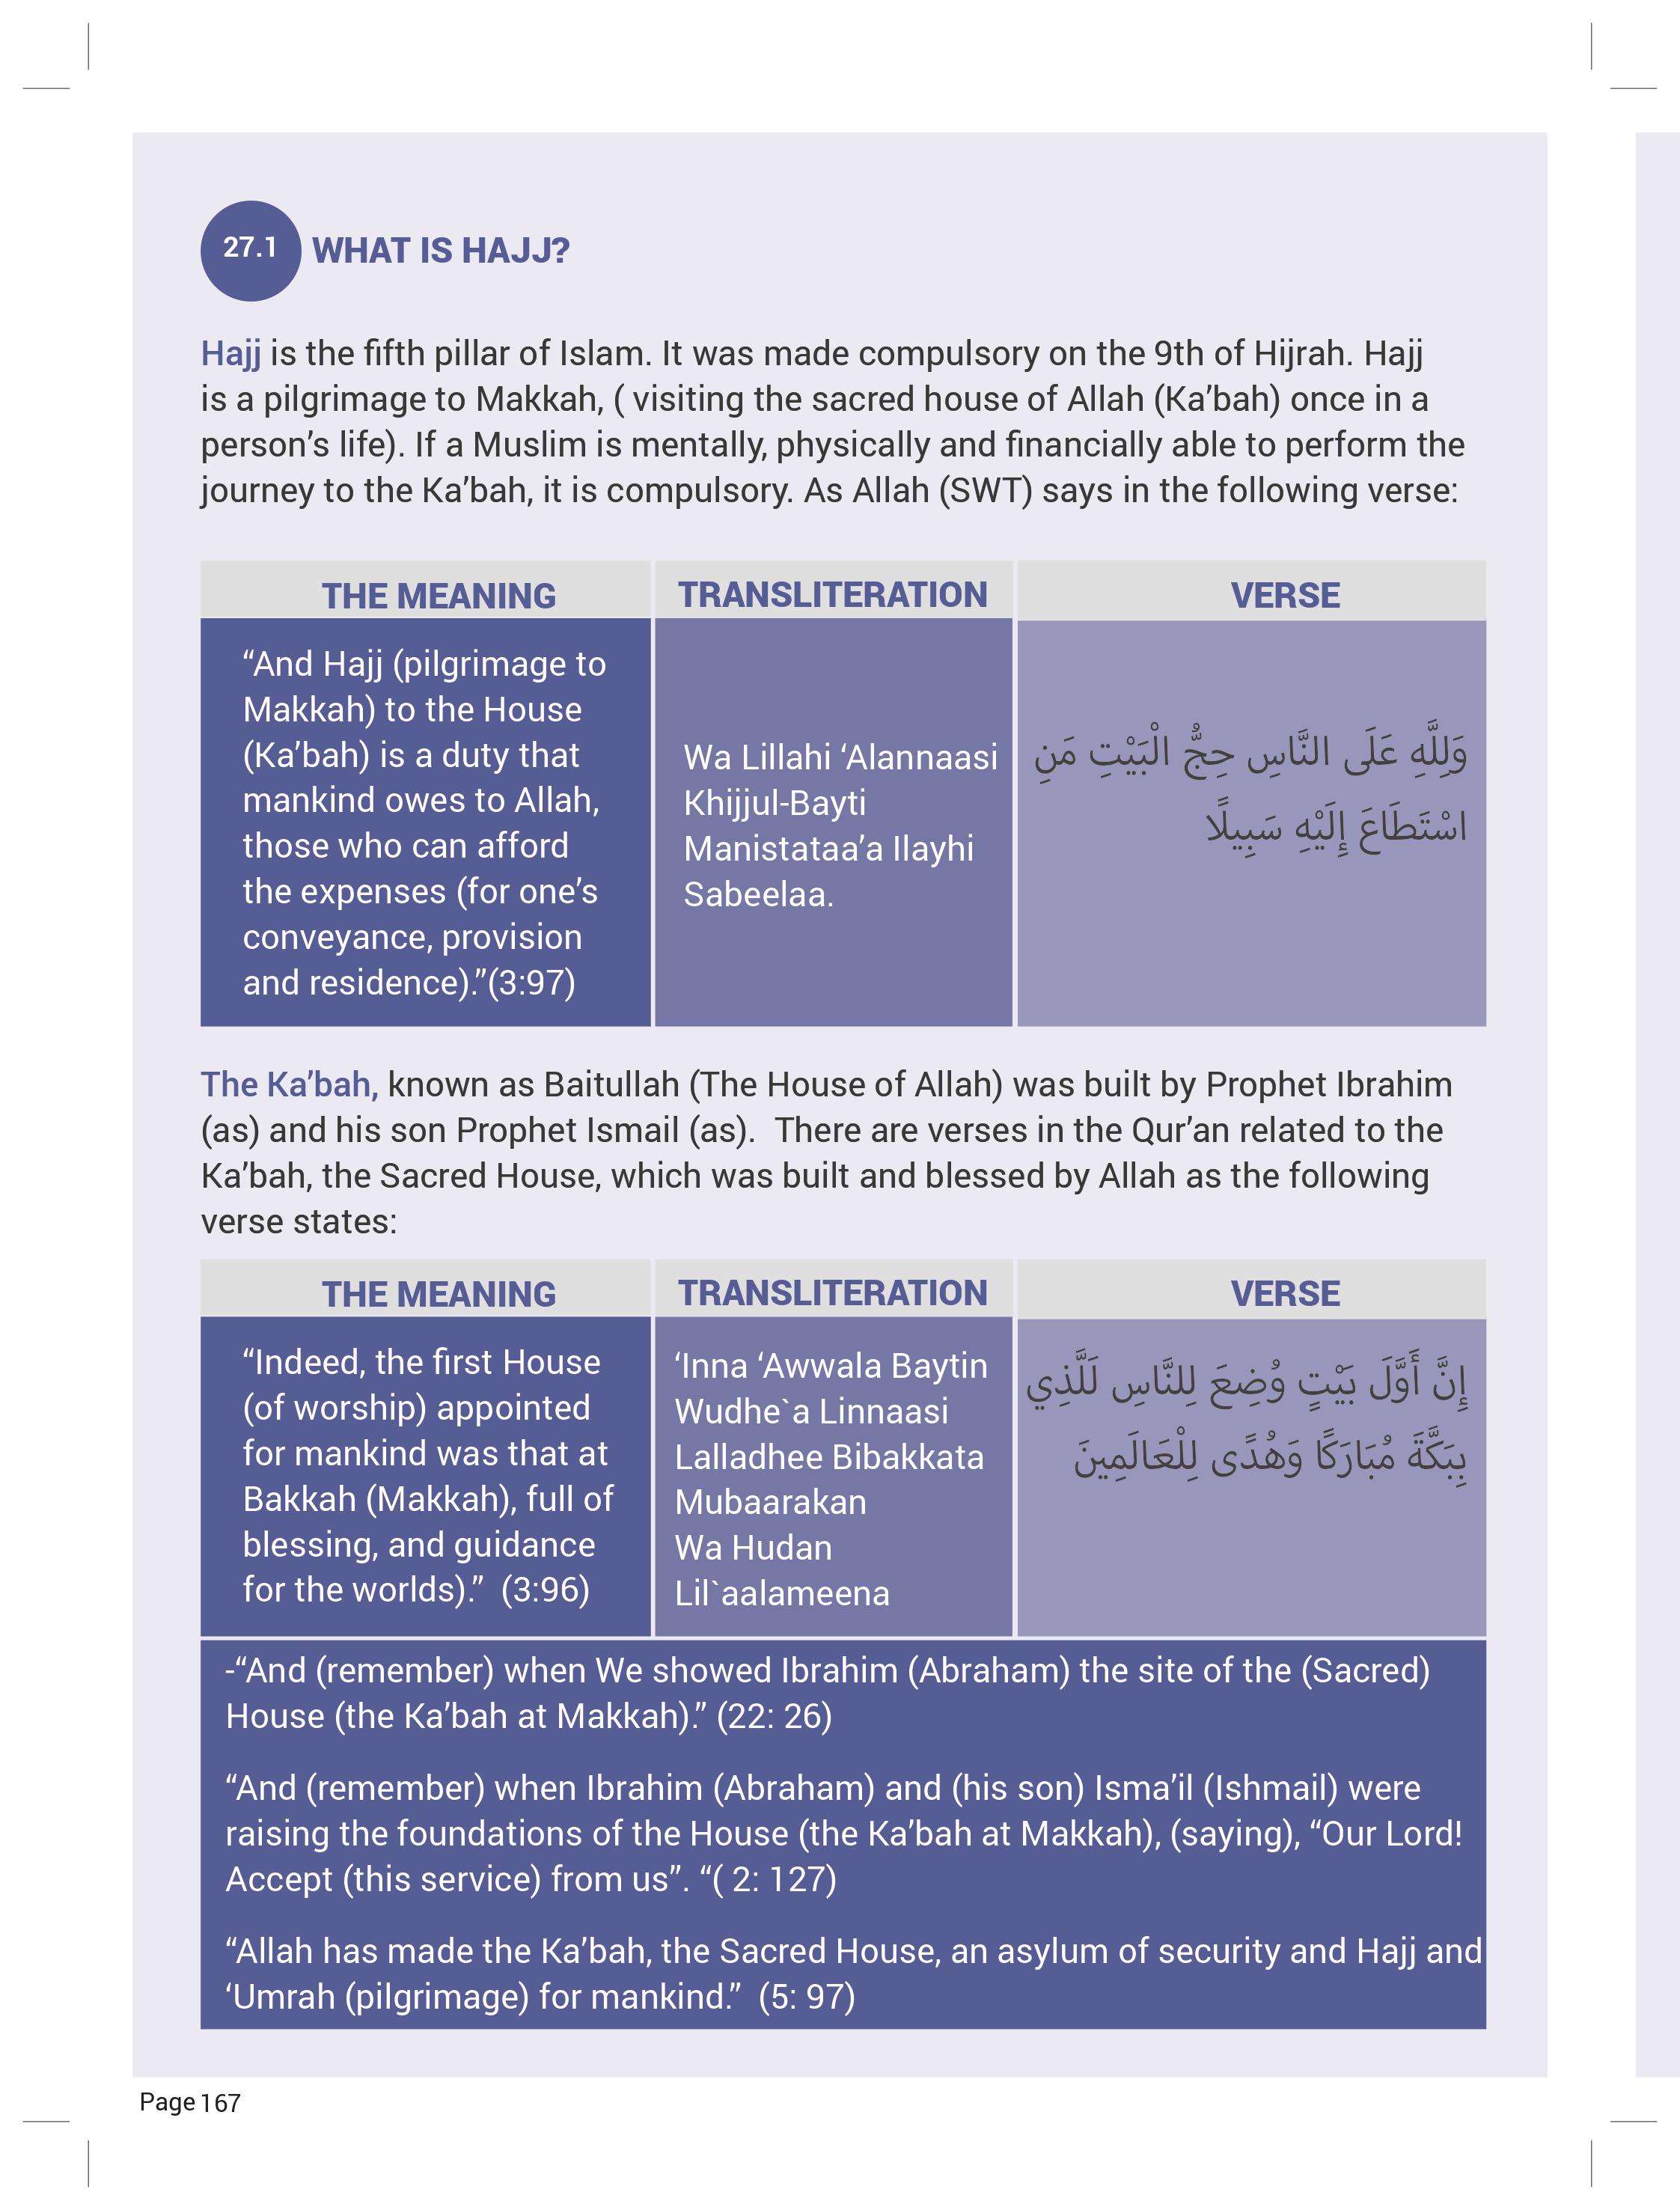 27.1
WHAT IS HAJJ?
Hajj is the fifth pillar of Islam. It was made compulsory on the 9th of Hijrah. Hajj
is a pilgrimage to Makkah, ( visiting the sacred house of Allah (Ka’bah) once in a
person’s life). If a Muslim is mentally, physically and financially able to perform the
journey to the Ka’bah, it is compulsory. As Allah (SWT) says in the following verse:
THE MEANING
“And Hajj (pilgrimage to
Makkah) to the House
(Ka’bah) is a duty that
mankind owes to Allah,
those who can afford
the expenses (for one’s
conveyance, provision
and residence).”(3:97)
TRANSLITERATION
Wa Lillahi ‘Alannaasi
Khijjul-Bayti
Manistataa’a Ilayhi
Sabeelaa.
VERSE
وَلِلَّهِ عَلَى النَّاسِ حِجُّ الْبَيْتِ مَنِ
اسْتَطَاعَ إِلَيْهِ سَبِيلًا
The Ka’bah, known as Baitullah (The House of Allah) was built by Prophet Ibrahim
(as) and his son Prophet Ismail (as).  There are verses in the Qur’an related to the
Ka’bah, the Sacred House, which was built and blessed by Allah as the following
verse states:
THE MEANING
“Indeed, the first House
(of worship) appointed
for mankind was that at
Bakkah (Makkah), full of
blessing, and guidance
for the worlds).”  (3:96)
TRANSLITERATION
‘Inna ‘Awwala Baytin
Wudhe`a Linnaasi
Lalladhee Bibakkata
Mubaarakan
Wa Hudan
Lil`aalameena
VERSE
إِنَّ أَوَّلَ بَيْتٍ وُضِعَ لِلنَّاسِ لَلَّذِي
بِبَكَّةَ مُبَارَكًا وَهُدًى لِلْعَالَمِينَ
-“And (remember) when We showed Ibrahim (Abraham) the site of the (Sacred)
House (the Ka’bah at Makkah).” (22: 26)
“And (remember) when Ibrahim (Abraham) and (his son) Isma’il (Ishmail) were
raising the foundations of the House (the Ka’bah at Makkah), (saying), “Our Lord!
Accept (this service) from us”. “( 2: 127)
“Allah has made the Ka’bah, the Sacred House, an asylum of security and Hajj and
‘Umrah (pilgrimage) for mankind.”  (5: 97)
Page 167